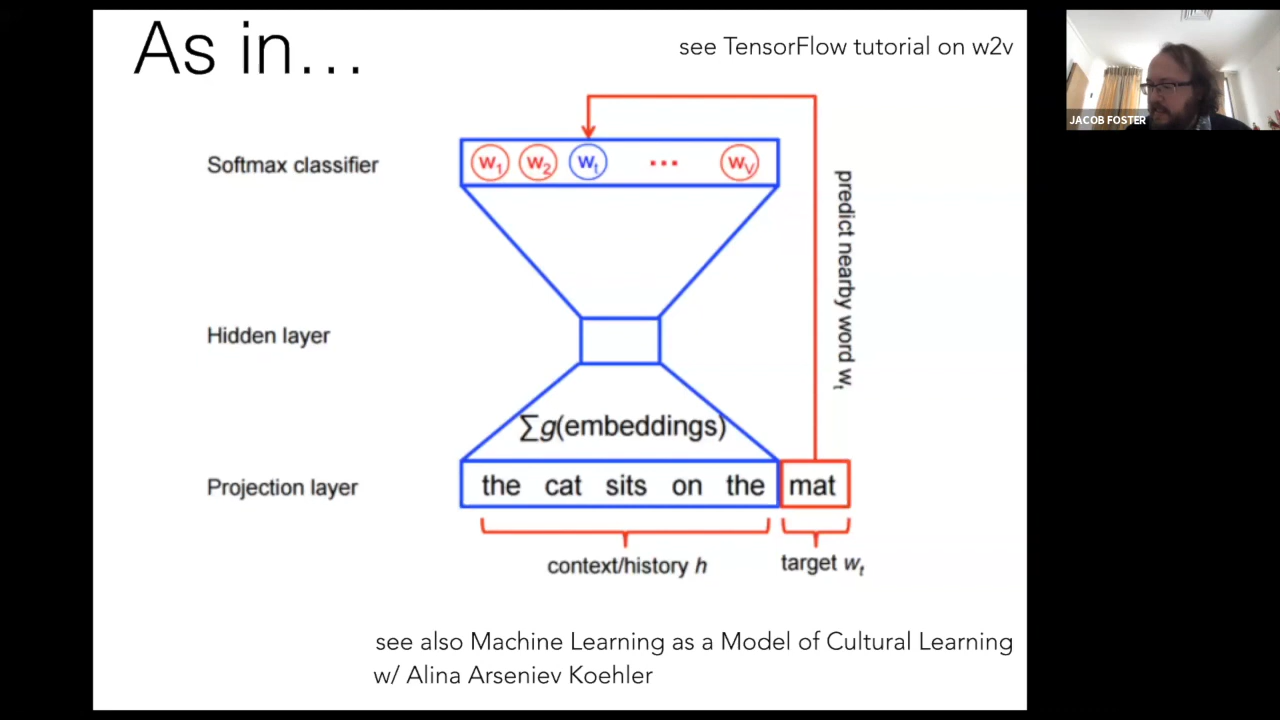 As in...
see TensorFlow tutorial on w2v
JACOB FOSTER
Softmax classifier
w1 w2 wt ... wV
predict nearby word wt
Hidden layer
∑g(embeddings)
Projection layer
the cat sits on the mat
context/history h
target wt
see also Machine Learning as a Model of Cultural Learning
w/ Alina Arseniev Koehler